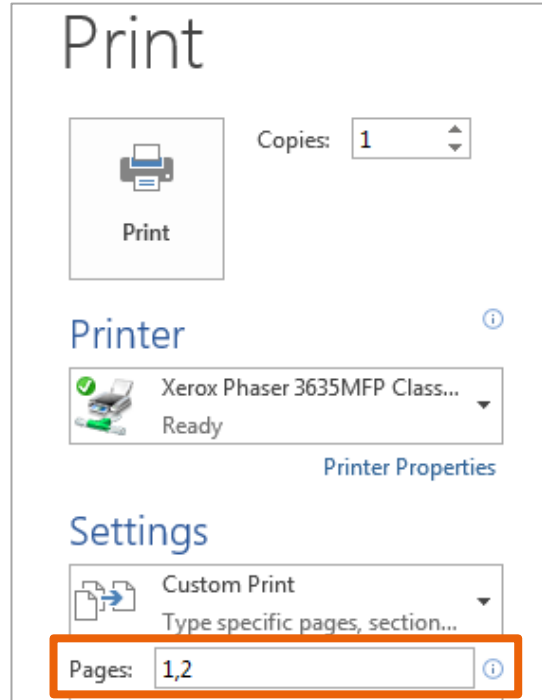 Print
Copies: 1
Print
Printer
Xerox Phaser 3635MFP Class...
Ready
Printer Properties
Settings
Custom Print
Type specific pages, section...
Pages: 1,2